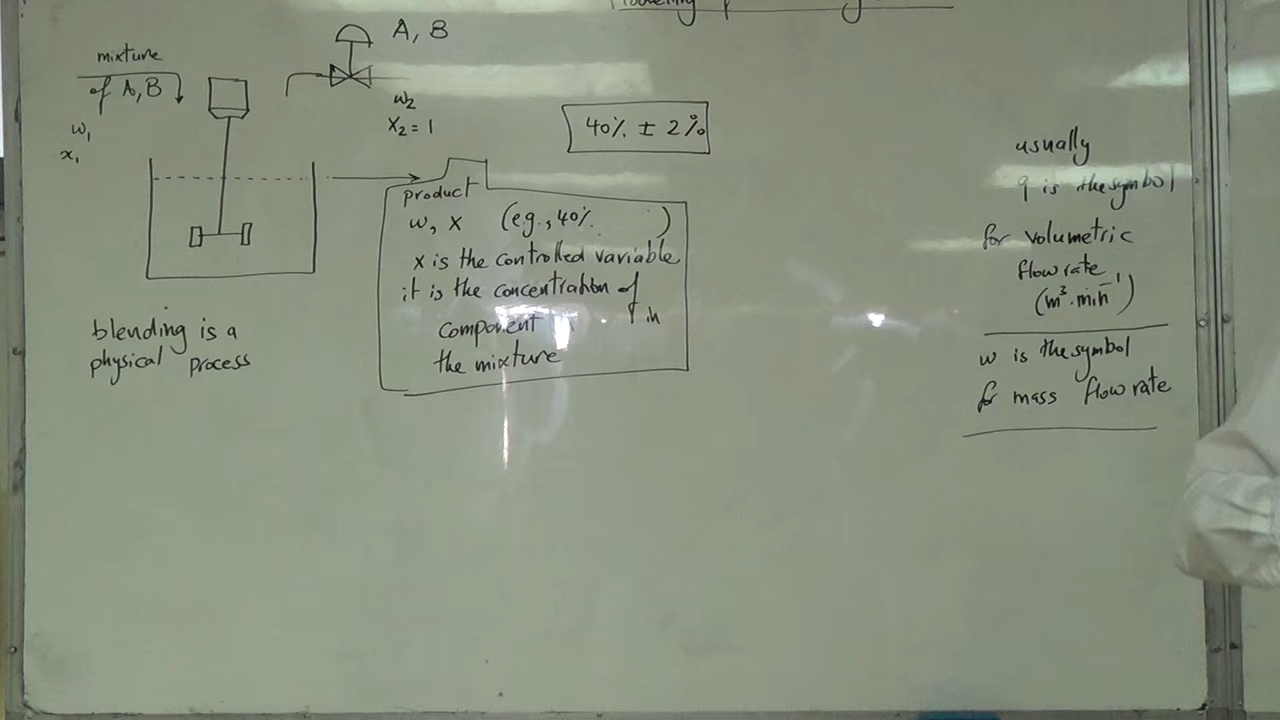 mixture
of A, B
w₁
x₁
A, B
w₂
x₂ = 1
40% ± 2%
product
w, x (e.g., 40% )
x is the controlled variable
it is the concentration of
component in
the mixture
blending is a
physical process
usually
q is the symbol
for volumetric
flow rate
(m³.min⁻¹)
w is the symbol
for mass flow rate